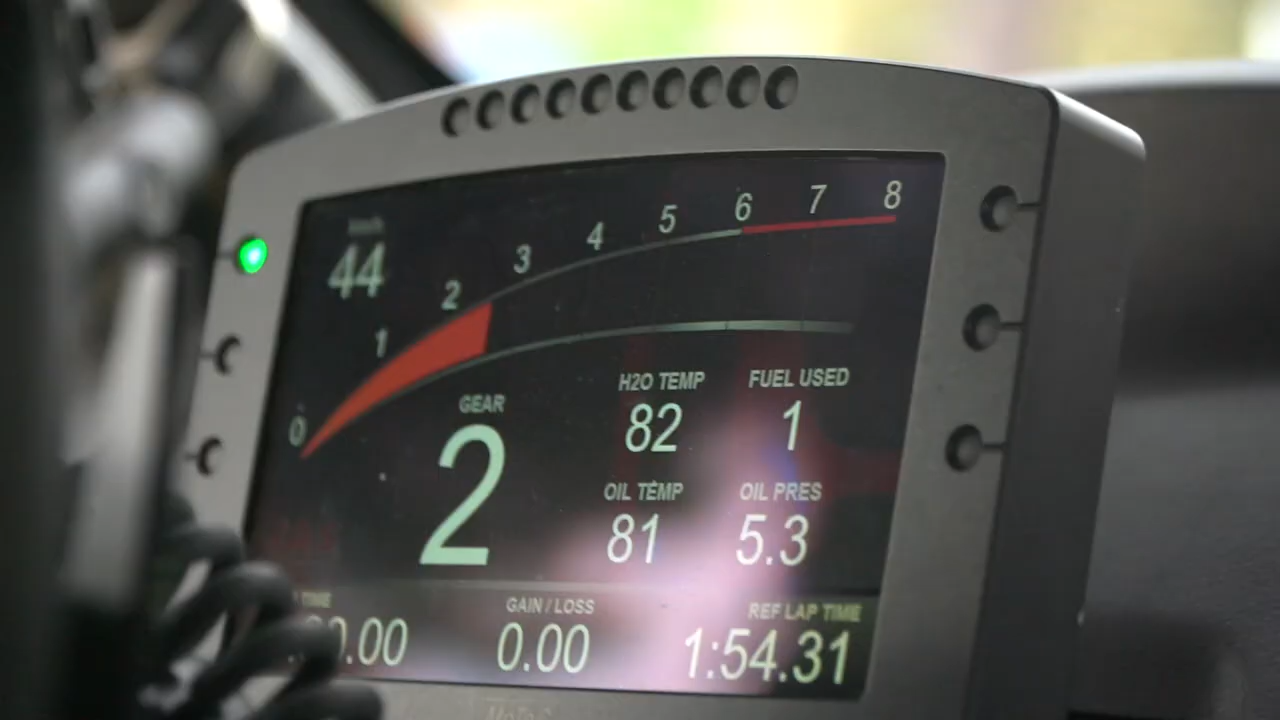 km/h
44
0 1 2 3 4 5 6 7 8
GEAR
2
H2O TEMP FUEL USED
82 1
OIL TEMP OIL PRES
81 5.3
TIME GAIN / LOSS REF LAP TIME
0.00 0.00 1:54.31